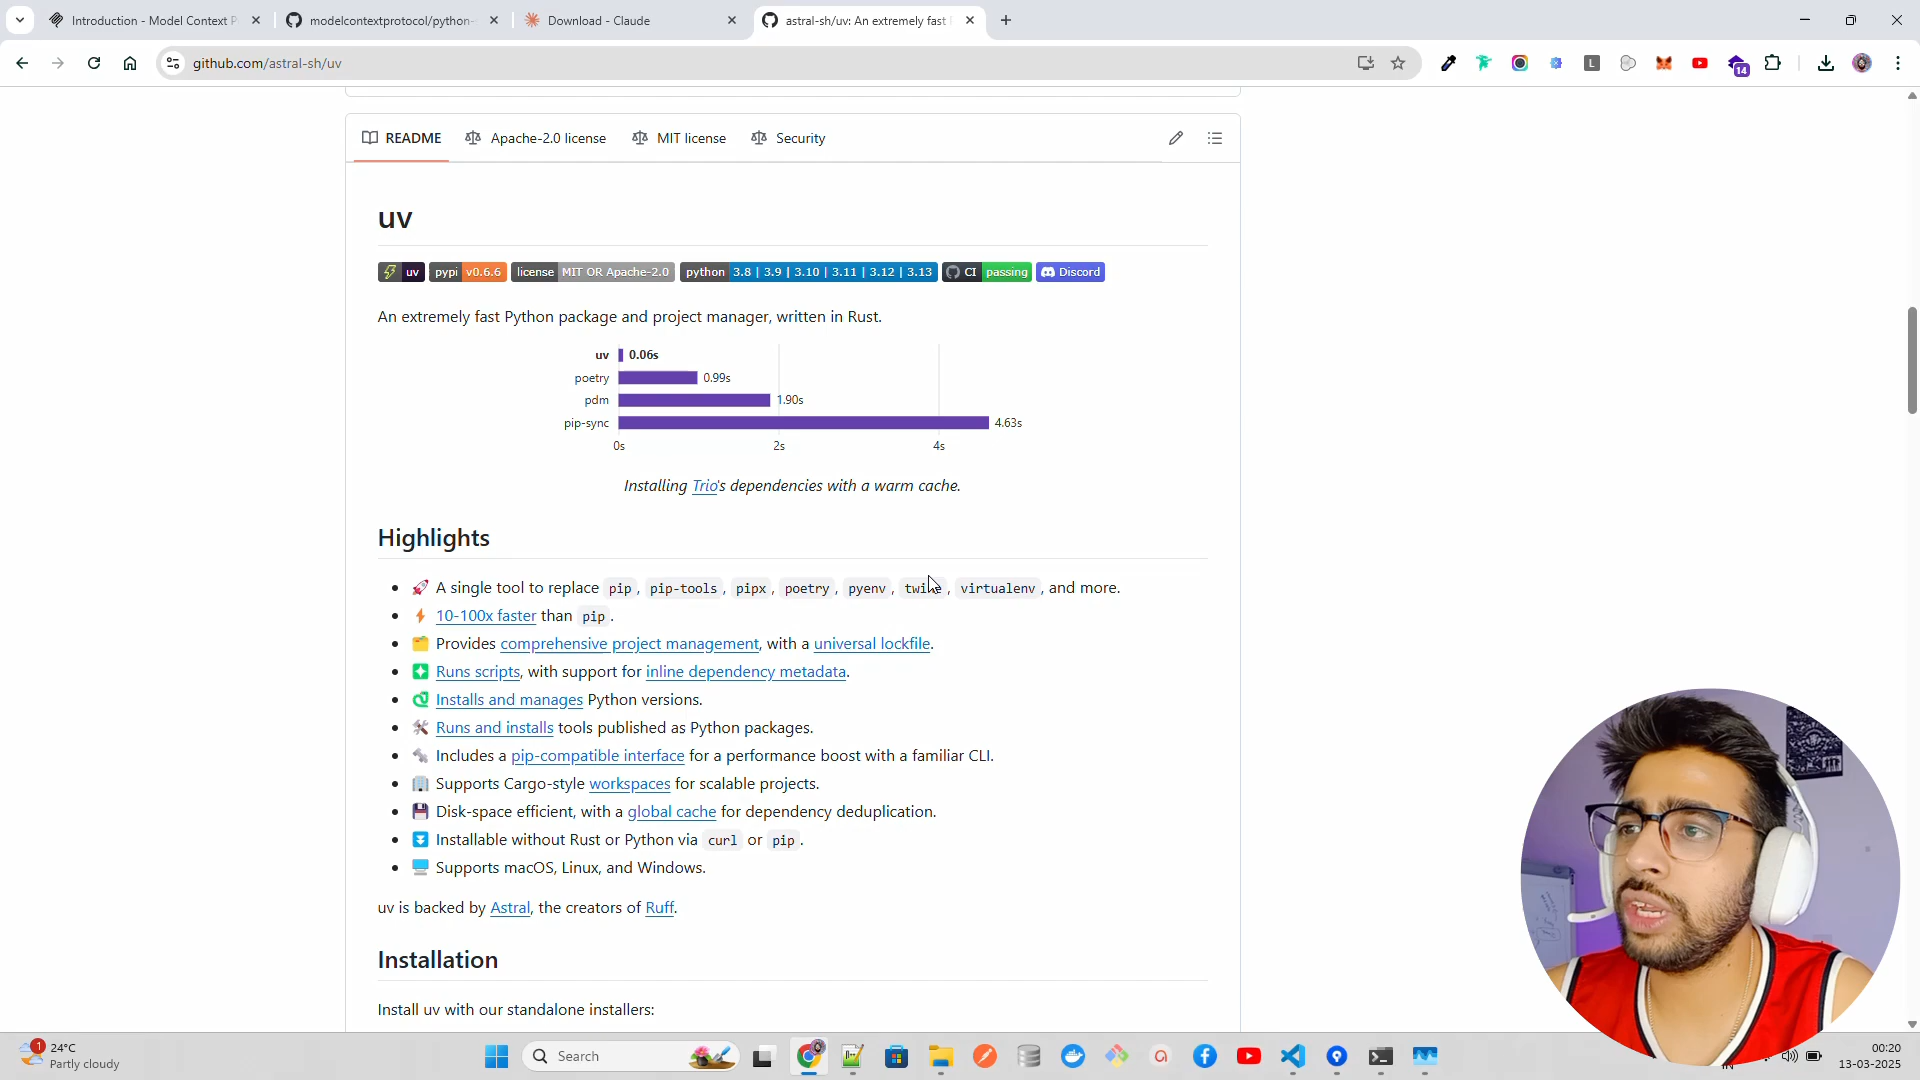 Introduction - Model Context P
modelcontextprotocol/python-
Download - Claude
astral-sh/uv: An extremely fast P
github.com/astral-sh/uv
L
14
README
Apache-2.0 license
MIT license
Security
uv
uv
pypi v0.6.6
license MIT OR Apache-2.0
python 3.8 | 3.9 | 3.10 | 3.11 | 3.12 | 3.13
CI passing
Discord
An extremely fast Python package and project manager, written in Rust.
uv 0.06s
poetry 0.99s
pdm 1.90s
pip-sync 4.63s
0s 2s 4s
Installing Trio's dependencies with a warm cache.
Highlights
A single tool to replace pip, pip-tools, pipx, poetry, pyenv, twine, virtualenv, and more.
10-100x faster than pip.
Provides comprehensive project management, with a universal lockfile.
Runs scripts, with support for inline dependency metadata.
Installs and manages Python versions.
Runs and installs tools published as Python packages.
Includes a pip-compatible interface for a performance boost with a familiar CLI.
Supports Cargo-style workspaces for scalable projects.
Disk-space efficient, with a global cache for dependency deduplication.
Installable without Rust or Python via curl or pip.
Supports macOS, Linux, and Windows.
uv is backed by Astral, the creators of Ruff.
Installation
Install uv with our standalone installers:
1
24°C
Partly cloudy
Search
IN
00:20
13-03-2025